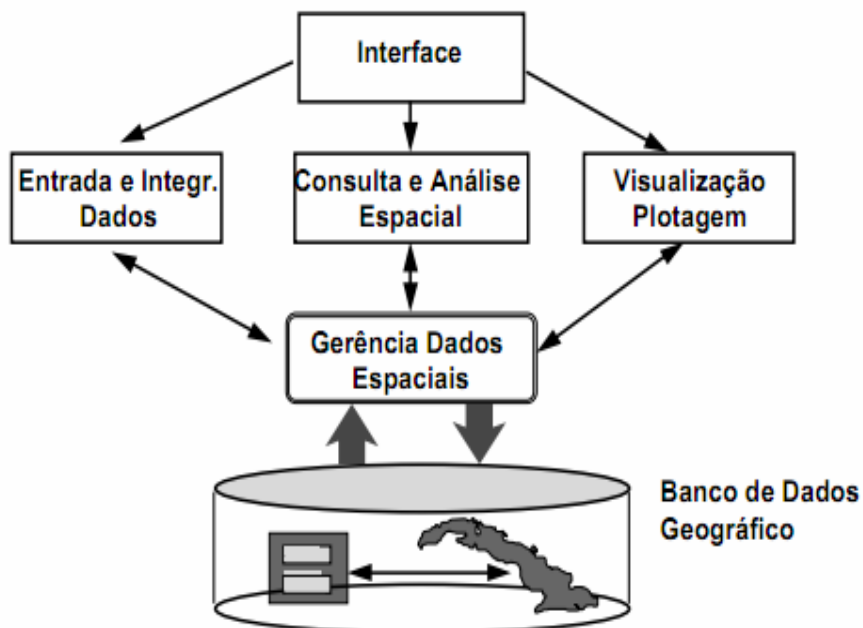 Interface
Entrada e Integr.
Dados
Consulta e Análise
Espacial
Visualização
Plotagem
Gerência Dados
Espaciais
Banco de Dados
Geográfico